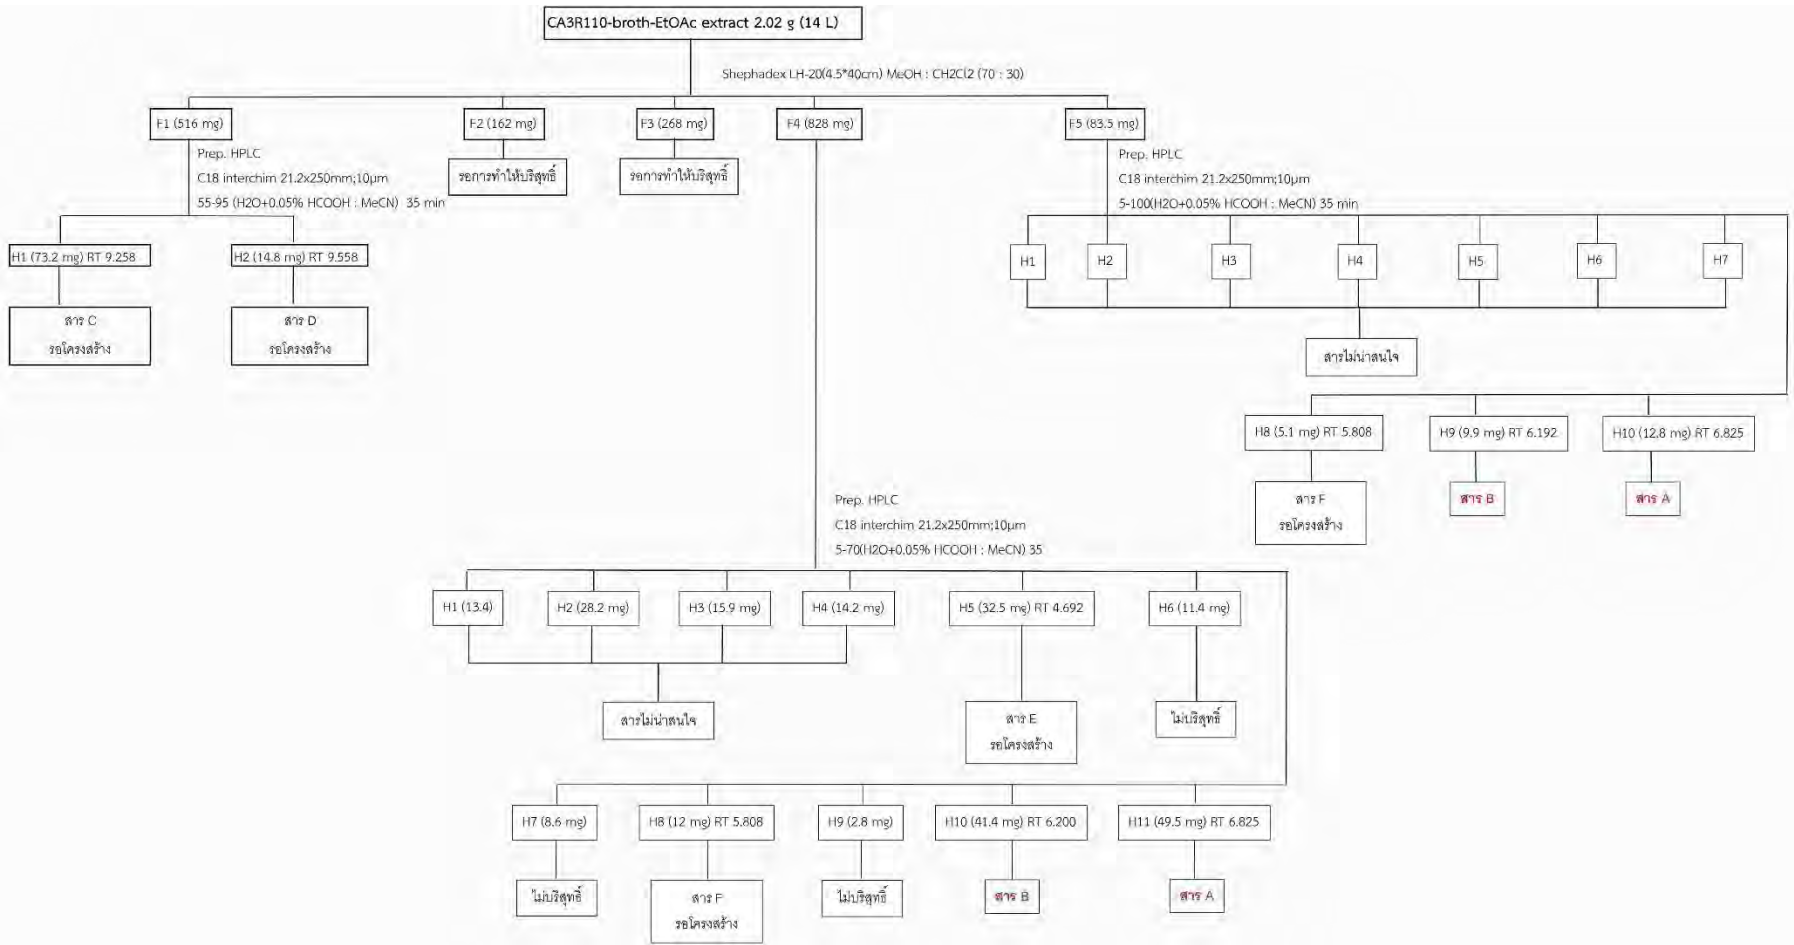 CA3R110-broth-EtOAc extract 2.02 g (14 L)
Shephadex LH-20(4.5*40cm) MeOH : CH2Cl2 (70 : 30)
F1 (516 mg)
F2 (162 mg)
F3 (268 mg)
F4 (828 mg)
F5 (83.5 mg)
Prep. HPLC
C18 interchim 21.2x250mm;10µm
55-95 (H2O+0.05% HCOOH : MeCN) 35 min
รอการทำให้บริสุทธิ์
รอการทำให้บริสุทธิ์
Prep. HPLC
C18 interchim 21.2x250mm;10µm
5-100(H2O+0.05% HCOOH : MeCN) 35 min
H1 (73.2 mg) RT 9.258
H2 (14.8 mg) RT 9.558
H1
H2
H3
H4
H5
H6
H7
สาร C
รอโครงสร้าง
สาร D
รอโครงสร้าง
สารไม่น่าสนใจ
H8 (5.1 mg) RT 5.808
H9 (9.9 mg) RT 6.192
H10 (12.8 mg) RT 6.825
สาร F
รอโครงสร้าง
สาร B
สาร A
Prep. HPLC
C18 interchim 21.2x250mm;10µm
5-70(H2O+0.05% HCOOH : MeCN) 35
H1 (13.4)
H2 (28.2 mg)
H3 (15.9 mg)
H4 (14.2 mg)
H5 (32.5 mg) RT 4.692
H6 (11.4 mg)
สารไม่น่าสนใจ
สาร E
รอโครงสร้าง
ไม่บริสุทธิ์
H7 (8.6 mg)
H8 (12 mg) RT 5.808
H9 (2.8 mg)
H10 (41.4 mg) RT 6.200
H11 (49.5 mg) RT 6.825
ไม่บริสุทธิ์
สาร F
รอโครงสร้าง
ไม่บริสุทธิ์
สาร B
สาร A